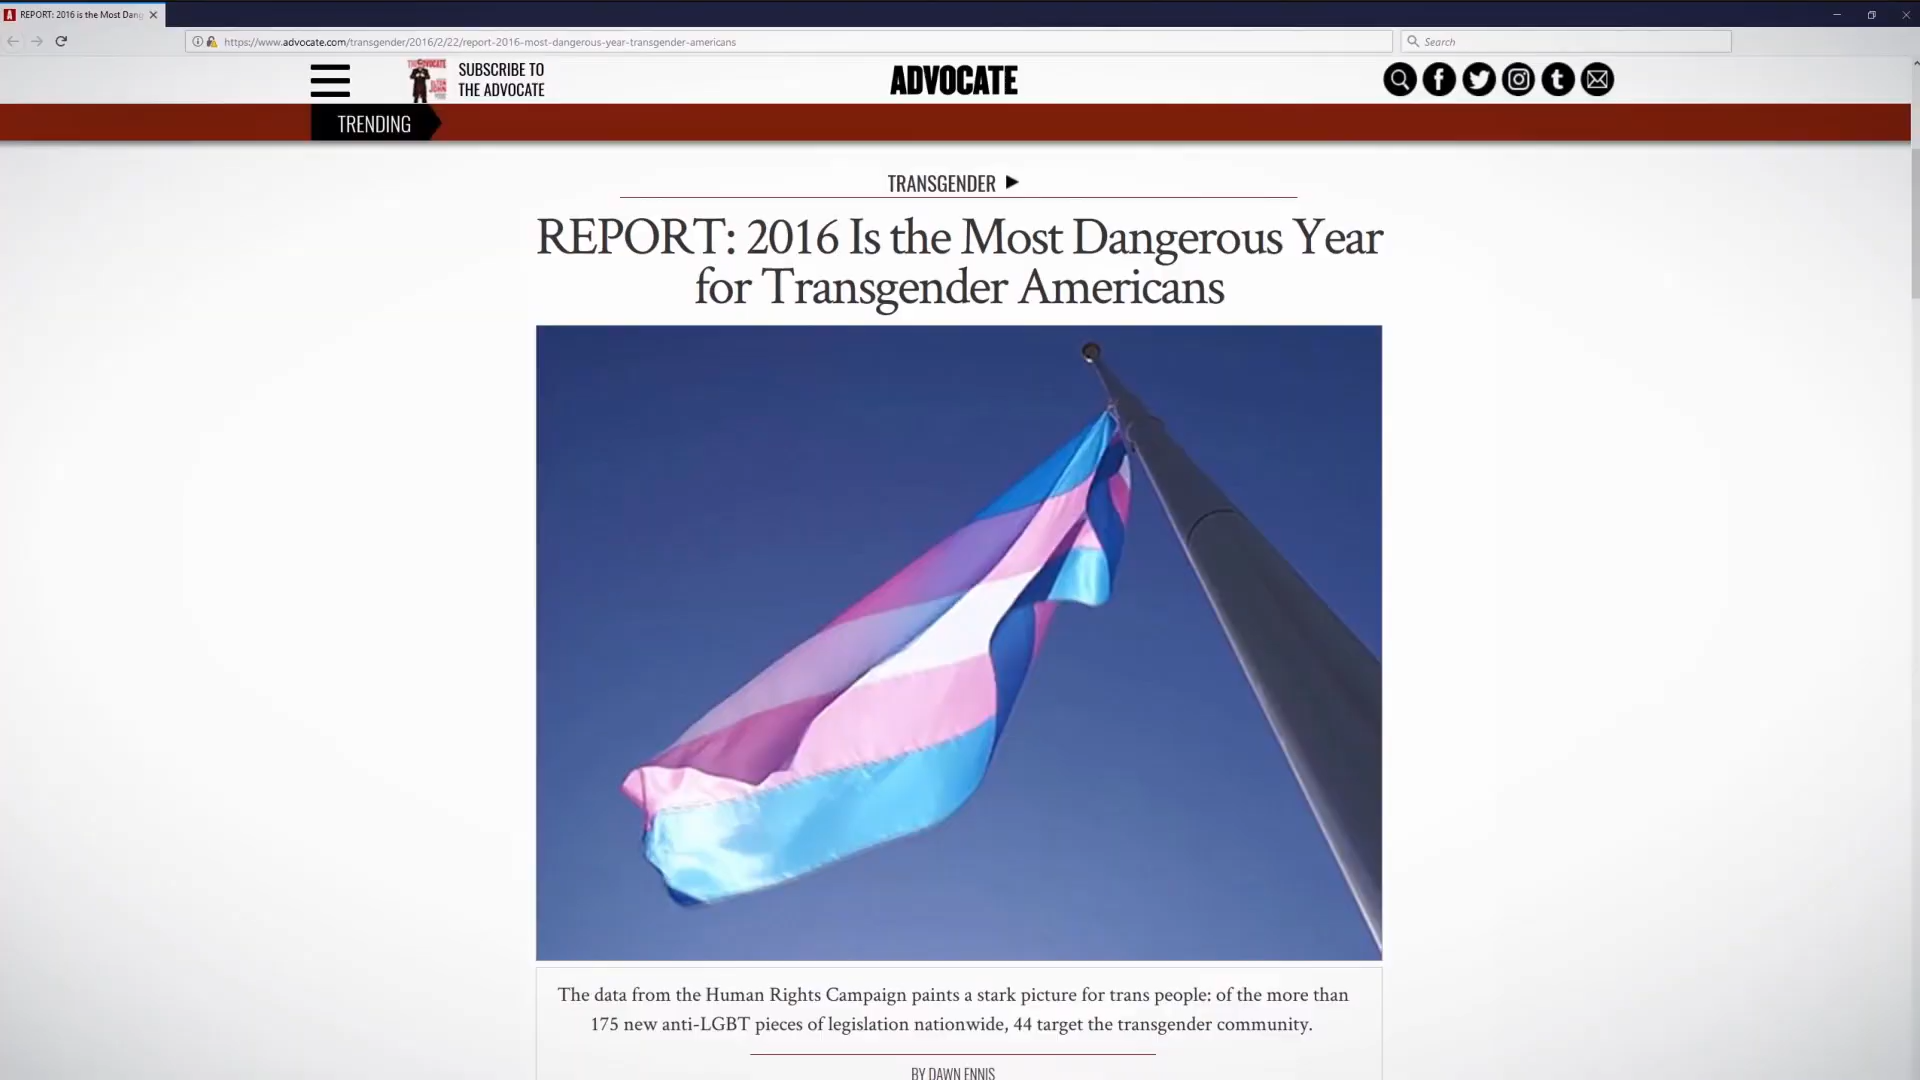 REPORT: 2016 is the Most Dang
https://www.advocate.com/transgender/2016/2/22/report-2016-most-dangerous-year-transgender-americans
Search
SUBSCRIBE TO
THE ADVOCATE
ADVOCATE
TRENDING
TRANSGENDER
REPORT: 2016 Is the Most Dangerous Year
for Transgender Americans
The data from the Human Rights Campaign paints a stark picture for trans people: of the more than
175 new anti-LGBT pieces of legislation nationwide, 44 target the transgender community.
BY DAWN ENNIS